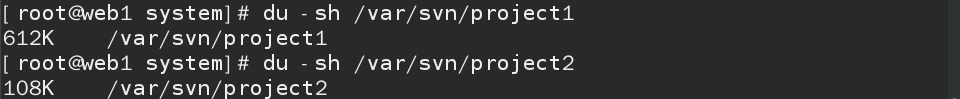 [ root@web1 system]# du -sh /var/svn/project1
612K    /var/svn/project1
[ root@web1 system]# du -sh /var/svn/project2
108K    /var/svn/project2